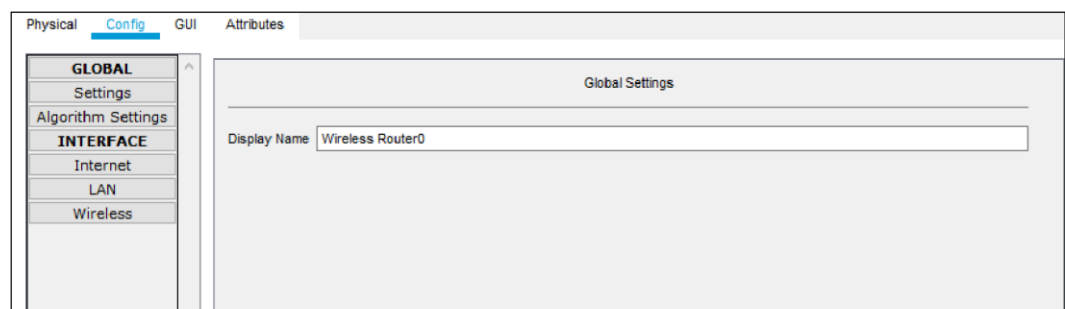 Physical Config GUI Attributes
GLOBAL
Settings
Algorithm Settings
INTERFACE
Internet
LAN
Wireless
Global Settings
Display Name Wireless Router0